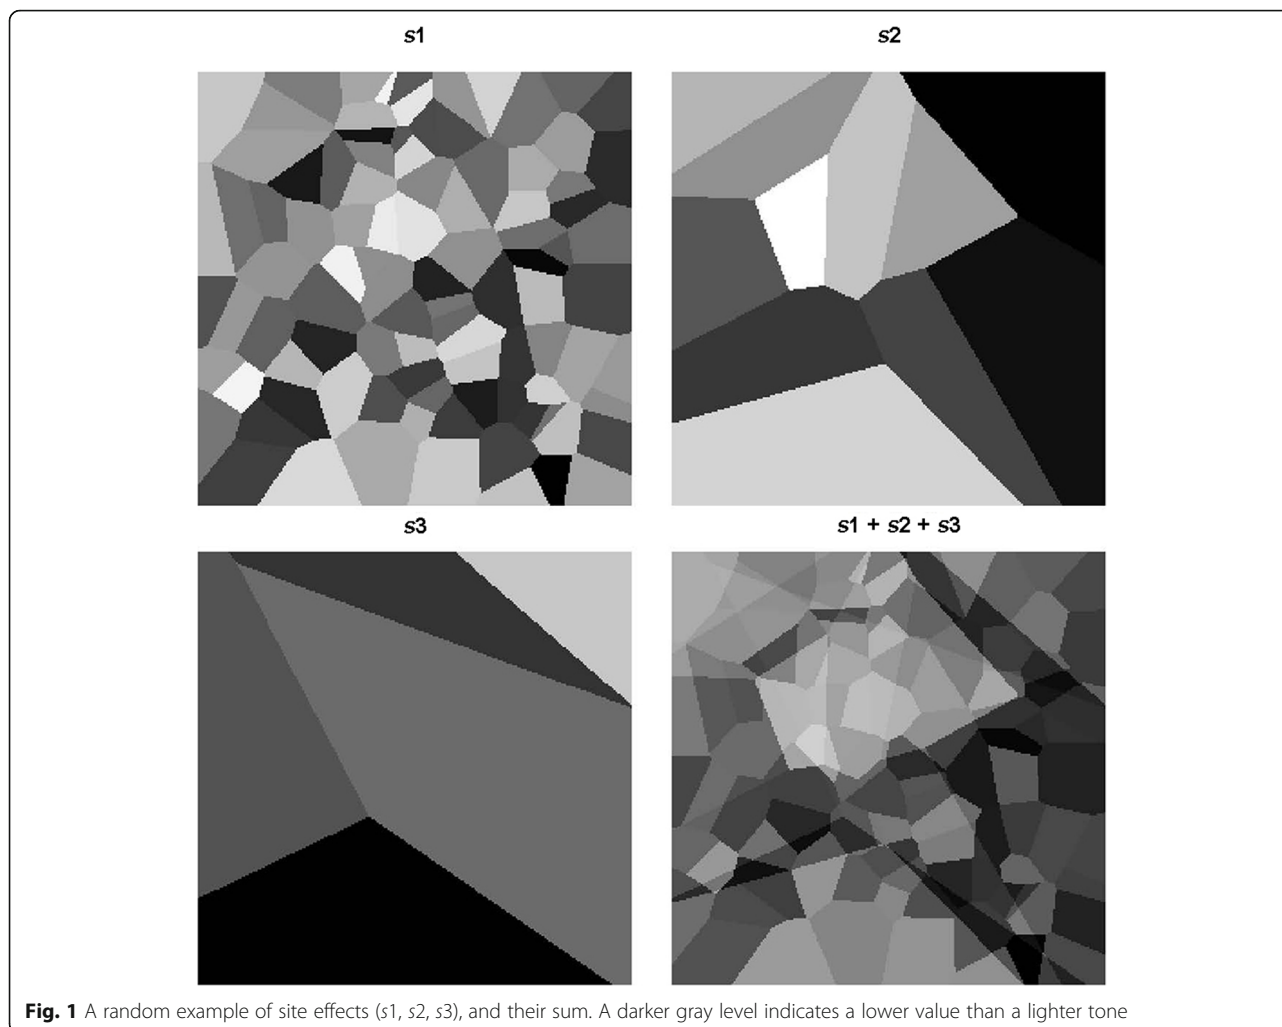 s1
s2
s3
s1 + s2 + s3
Fig. 1 A random example of site effects (s1, s2, s3), and their sum. A darker gray level indicates a lower value than a lighter tone